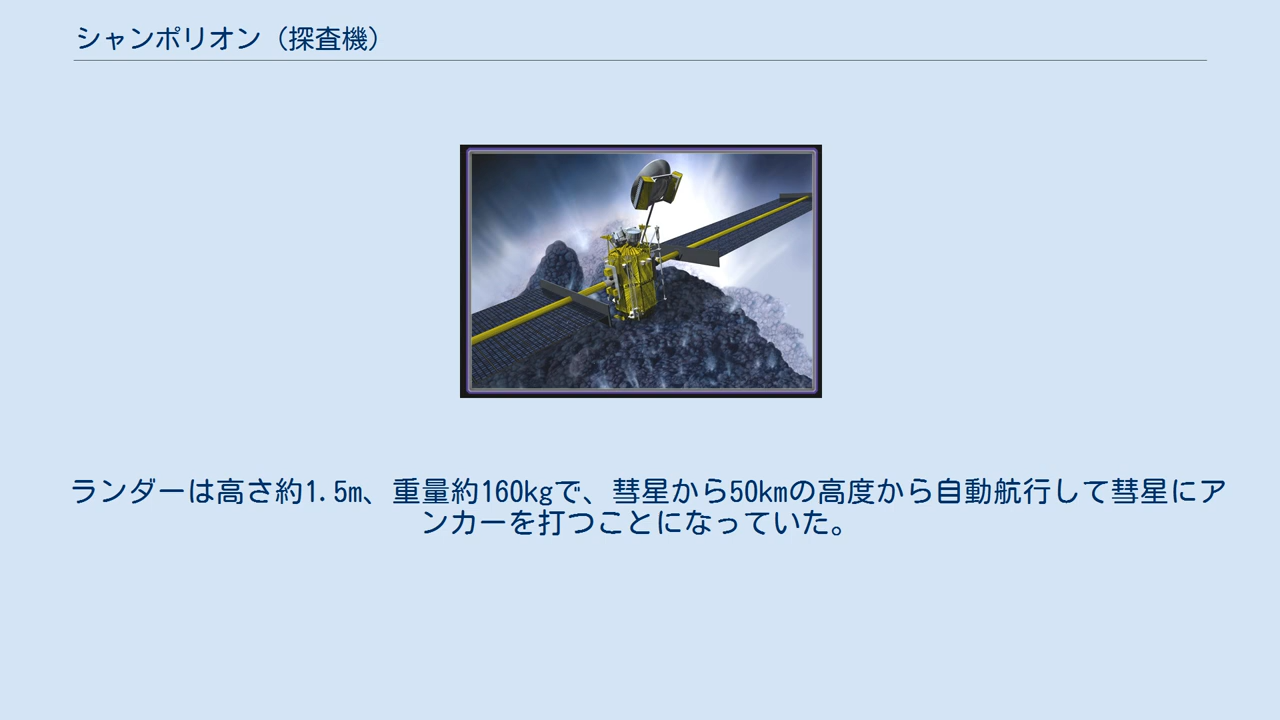 シャンポリオン（探査機）
ランダーは高さ約1.5m、重量約160kgで、彗星から50kmの高度から自動航行して彗星にア
ンカーを打つことになっていた。